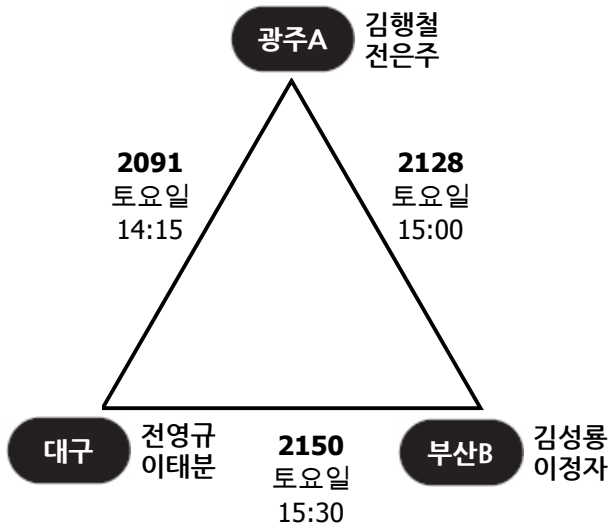 광주A
김행철
전은주
2091
토요일
14:15
2128
토요일
15:00
대구
전영규
이태분
2150
토요일
15:30
부산B
김성룡
이정자